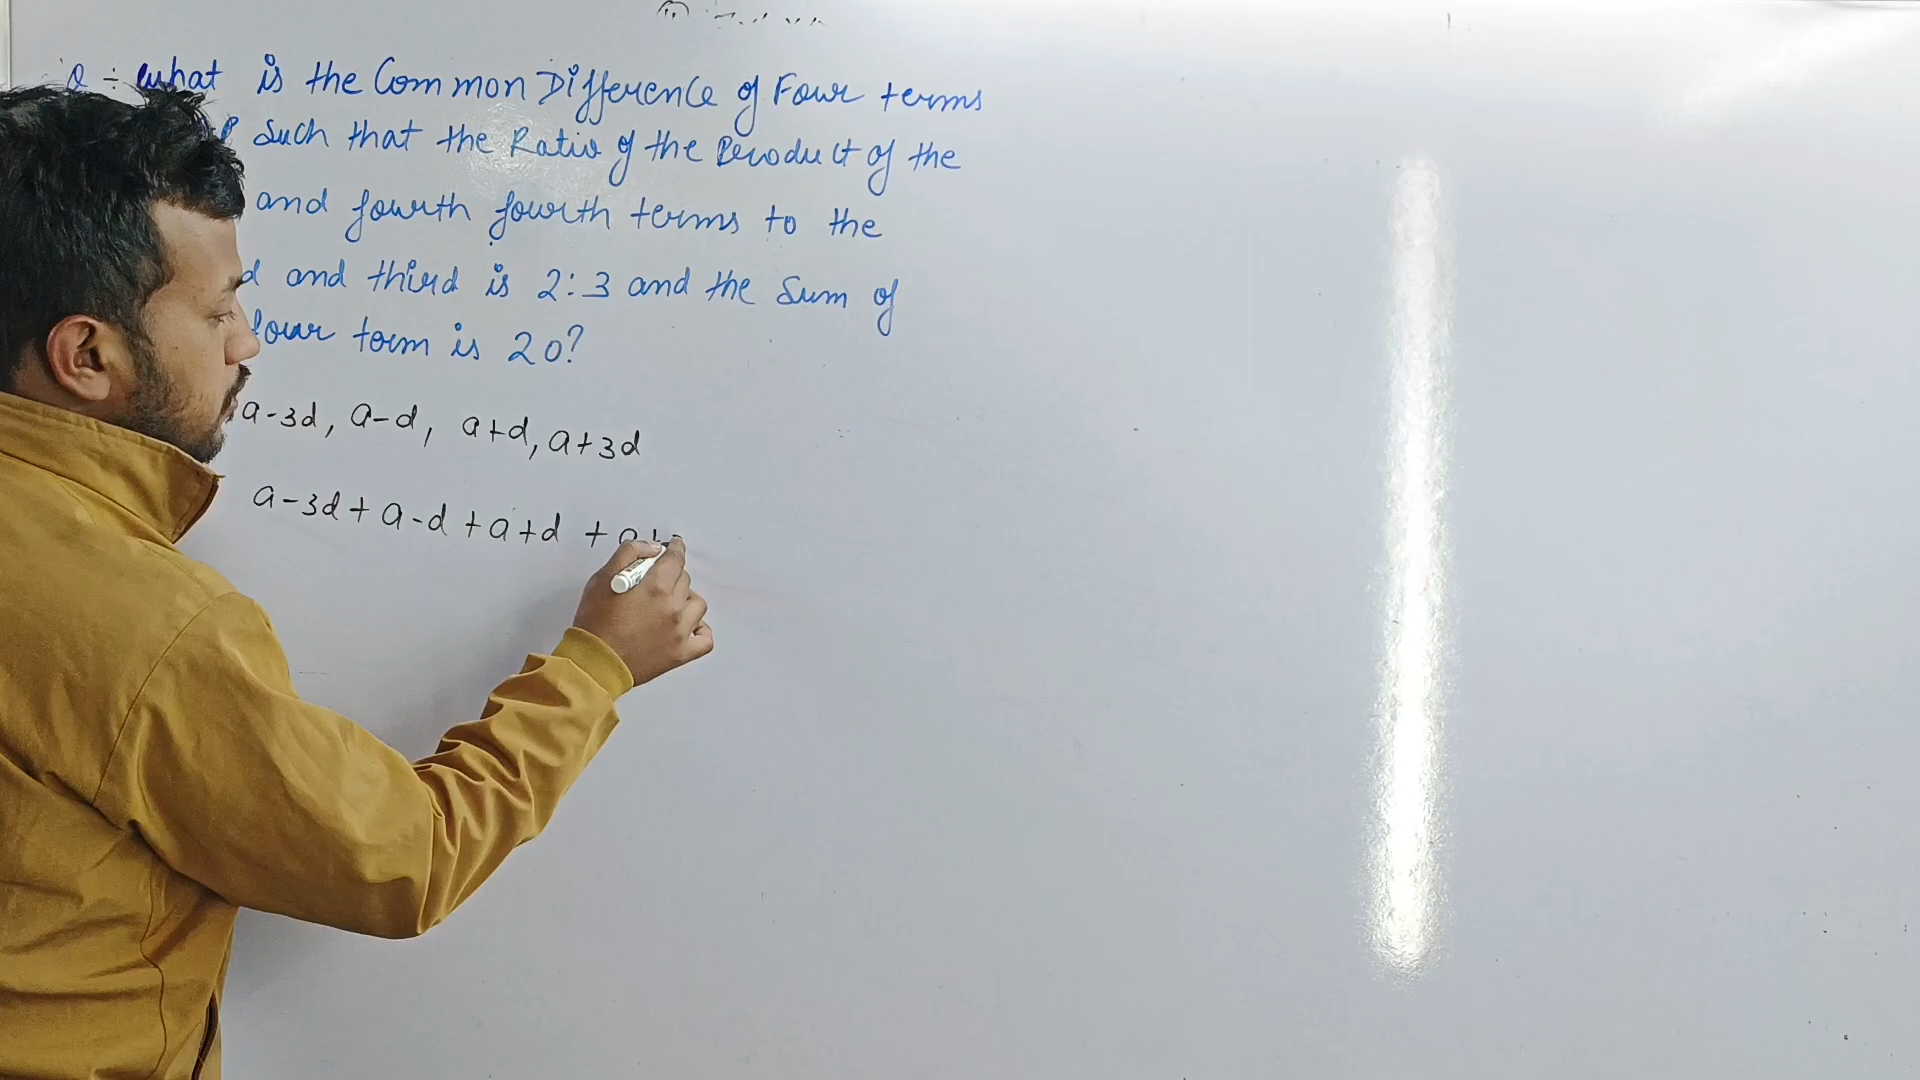 Q ÷ what is the Common Difference of Four terms
P Such that the Ratio of the Product of the
and fourth fourth terms to the
d and third is 2:3 and the Sum of
four term is 20?
a-3d, a-d, a+d, a+3d
a-3d + a-d + a+d + a+